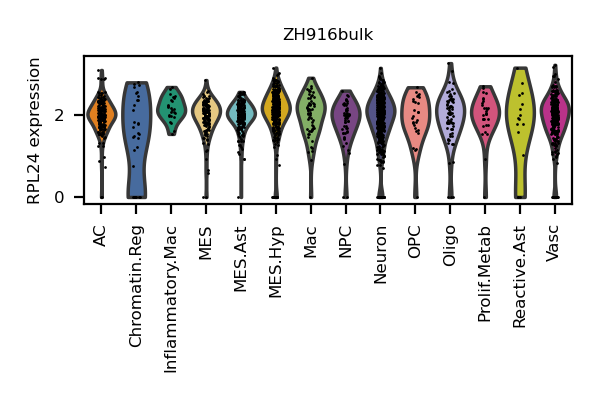 ZH916bulk
RPL24 expression
2
0
AC
Chromatin.Reg
Inflammatory.Mac
MES
MES.Ast
MES.Hyp
Mac
NPC
Neuron
OPC
Oligo
Prolif.Metab
Reactive.Ast
Vasc